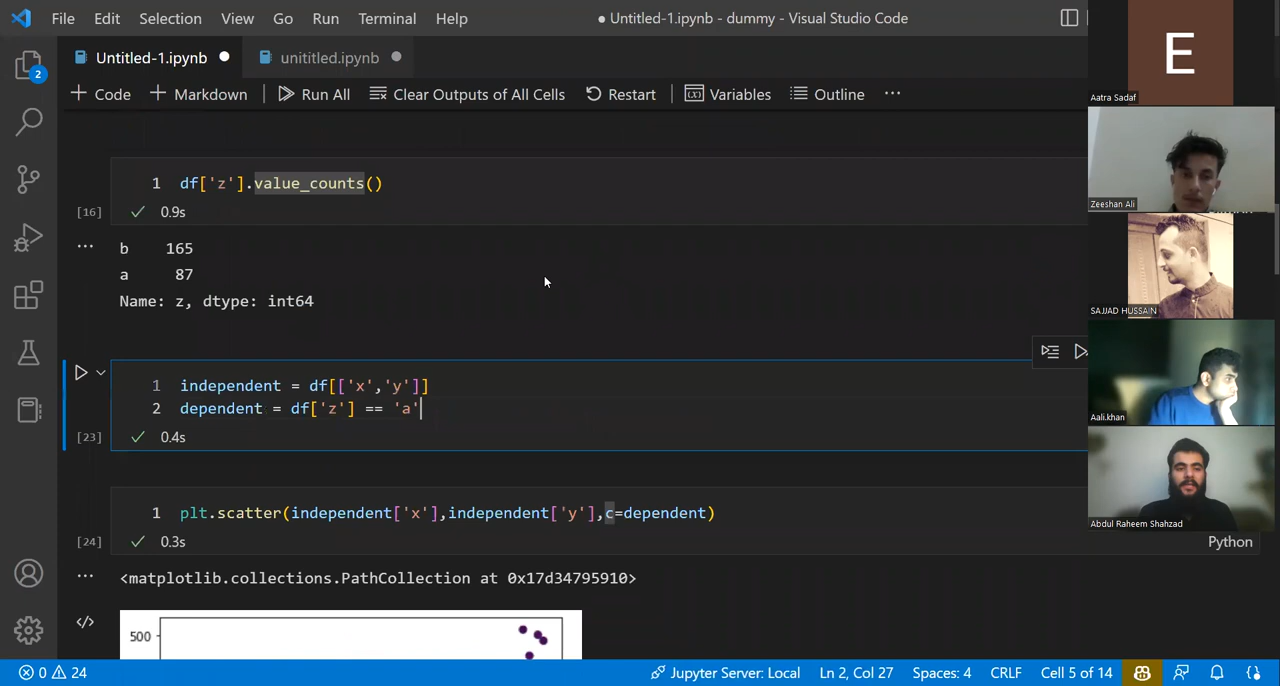 File Edit Selection View Go Run Terminal Help
● Untitled-1.ipynb - dummy - Visual Studio Code
Untitled-1.ipynb ● unititled.ipynb ●
+ Code + Markdown Run All Clear Outputs of All Cells Restart Variables Outline ···
2
1 df['z'].value_counts()
[16] ✓ 0.9s
b 165
a 87
Name: z, dtype: int64
1 independent = df[['x','y']]
2 dependent = df['z'] == 'a'
[23] ✓ 0.4s
1 plt.scatter(independent['x'],independent['y'],c=dependent)
[24] ✓ 0.3s
Python
<matplotlib.collections.PathCollection at 0x17d34795910>
500
0 24 Jupyter Server: Local Ln 2, Col 27 Spaces: 4 CRLF Cell 5 of 14
E
Aatra Sadaf
Zeeshan Ali
SAJJAD HUSSAIN
Aali.khan
Abdul Raheem Shahzad